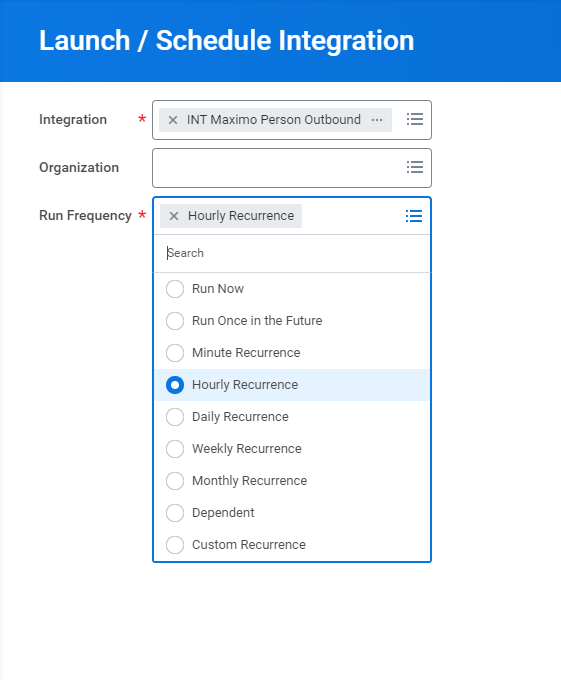 Launch / Schedule Integration
Integration * × INT Maximo Person Outbound ...
Organization
Run Frequency * × Hourly Recurrence
Search
Run Now
Run Once in the Future
Minute Recurrence
Hourly Recurrence
Daily Recurrence
Weekly Recurrence
Monthly Recurrence
Dependent
Custom Recurrence